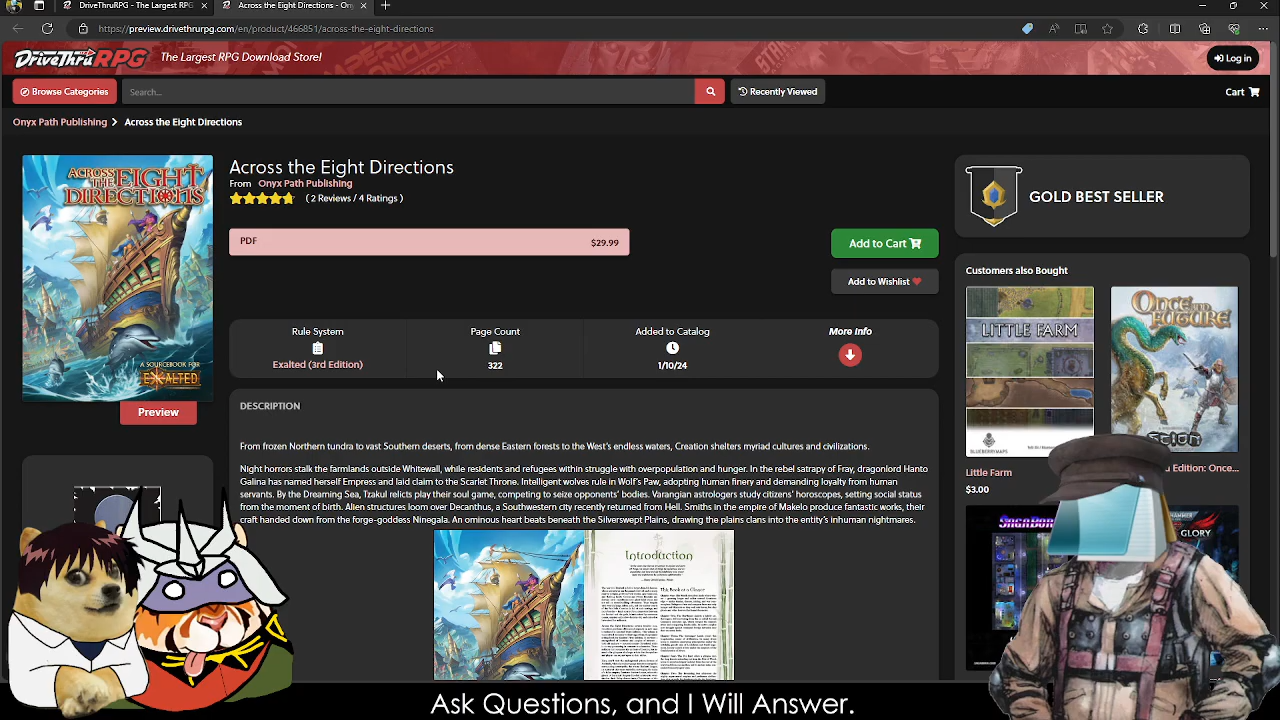 DriveThruRPG - The Largest RPG D
Across the Eight Directions - On
https://preview.drivethrurpg.com/en/product/466851/across-the-eight-directions
DriveThruRPG The Largest RPG Download Store!
Log in
Browse Categories
Search...
Recently Viewed
Cart
Onyx Path Publishing > Across the Eight Directions
ACROSS THE EIGHT DIRECTIONS
A SOURCEBOOK FOR
EXALTED
Preview
Across the Eight Directions
From Onyx Path Publishing
( 2 Reviews / 4 Ratings )
PDF $29.99
Add to Cart
Add to Wishlist
Rule System
Exalted (3rd Edition)
Page Count
322
Added to Catalog
1/10/24
More Info
DESCRIPTION
From frozen Northern tundra to vast Southern deserts, from dense Eastern forests to the West's endless waters, Creation shelters myriad cultures and civilizations.
Night horrors stalk the farmlands outside Whitewall, while residents and refugees within struggle with overpopulation and hunger. In the rebel satrapy of Fray, dragonlord Hanto
Galina has named herself Empress and laid claim to the Scarlet Throne. Intelligent wolves rule in Wolf's Paw, adopting human finery and demanding loyalty from human
servants. By the Dreaming Sea, Tzakul relicts play their soul game, competing to seize opponents' bodies. Varangian astrologers study citizens' horoscopes, setting social status
from the moment of birth. Alien structures loom over Decanthus, a Southwestern city recently returned from Hell. Smiths in the empire of Makelo produce fantastic works, their
craft handed down from the forge-goddess Ninegala. An ominous heart beats beneath the Silverswept Plains, drawing the plains clans into the entity's inhuman nightmares.
Introduction
GOLD BEST SELLER
Customers also Bought
LITTLE FARM
BLUEBERRYMAPS
Once and Future
SCION
Little Farm
$3.00
d Edition: Once...
GLORY
Ask Questions, and I Will Answer.